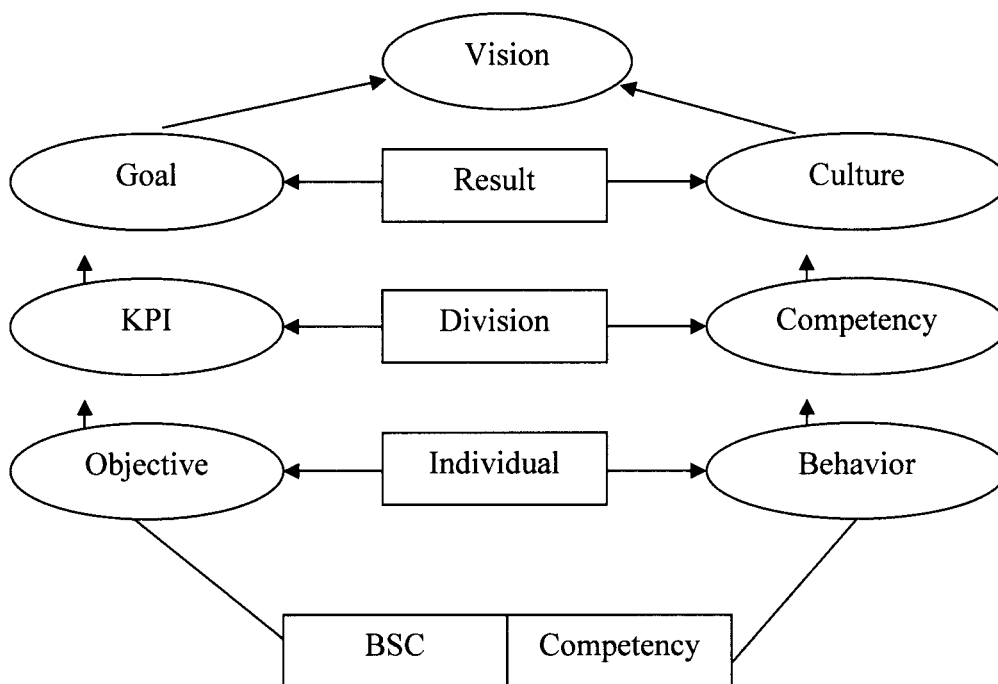 Vision
Goal
Result
Culture
KPI
Division
Competency
Objective
Individual
Behavior
BSC
Competency